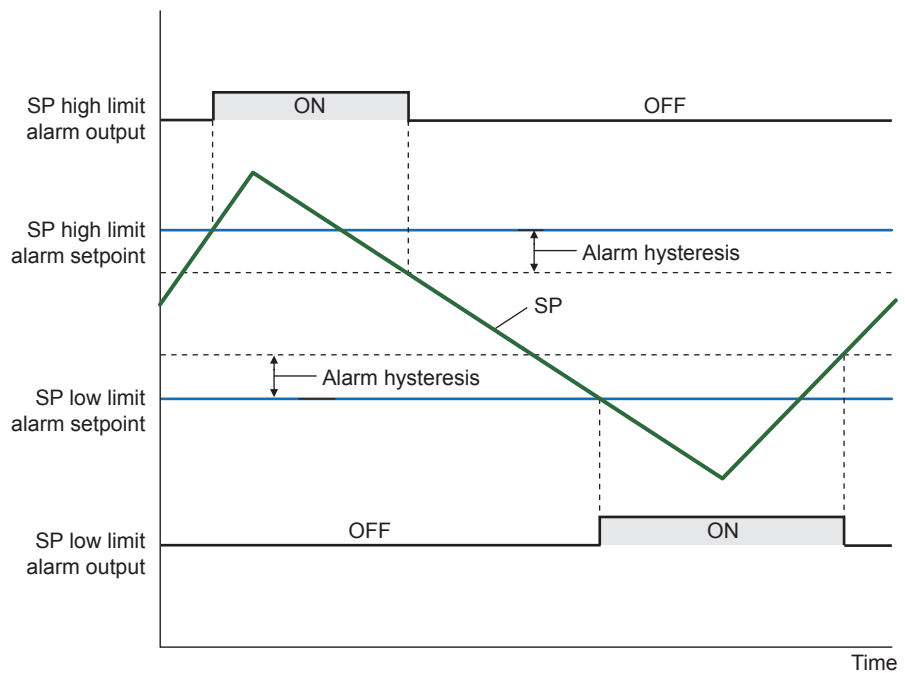 ON
OFF
SP high limit
alarm output
SP high limit
alarm setpoint
Alarm hysteresis
SP
Alarm hysteresis
SP low limit
alarm setpoint
OFF
ON
SP low limit
alarm output
Time